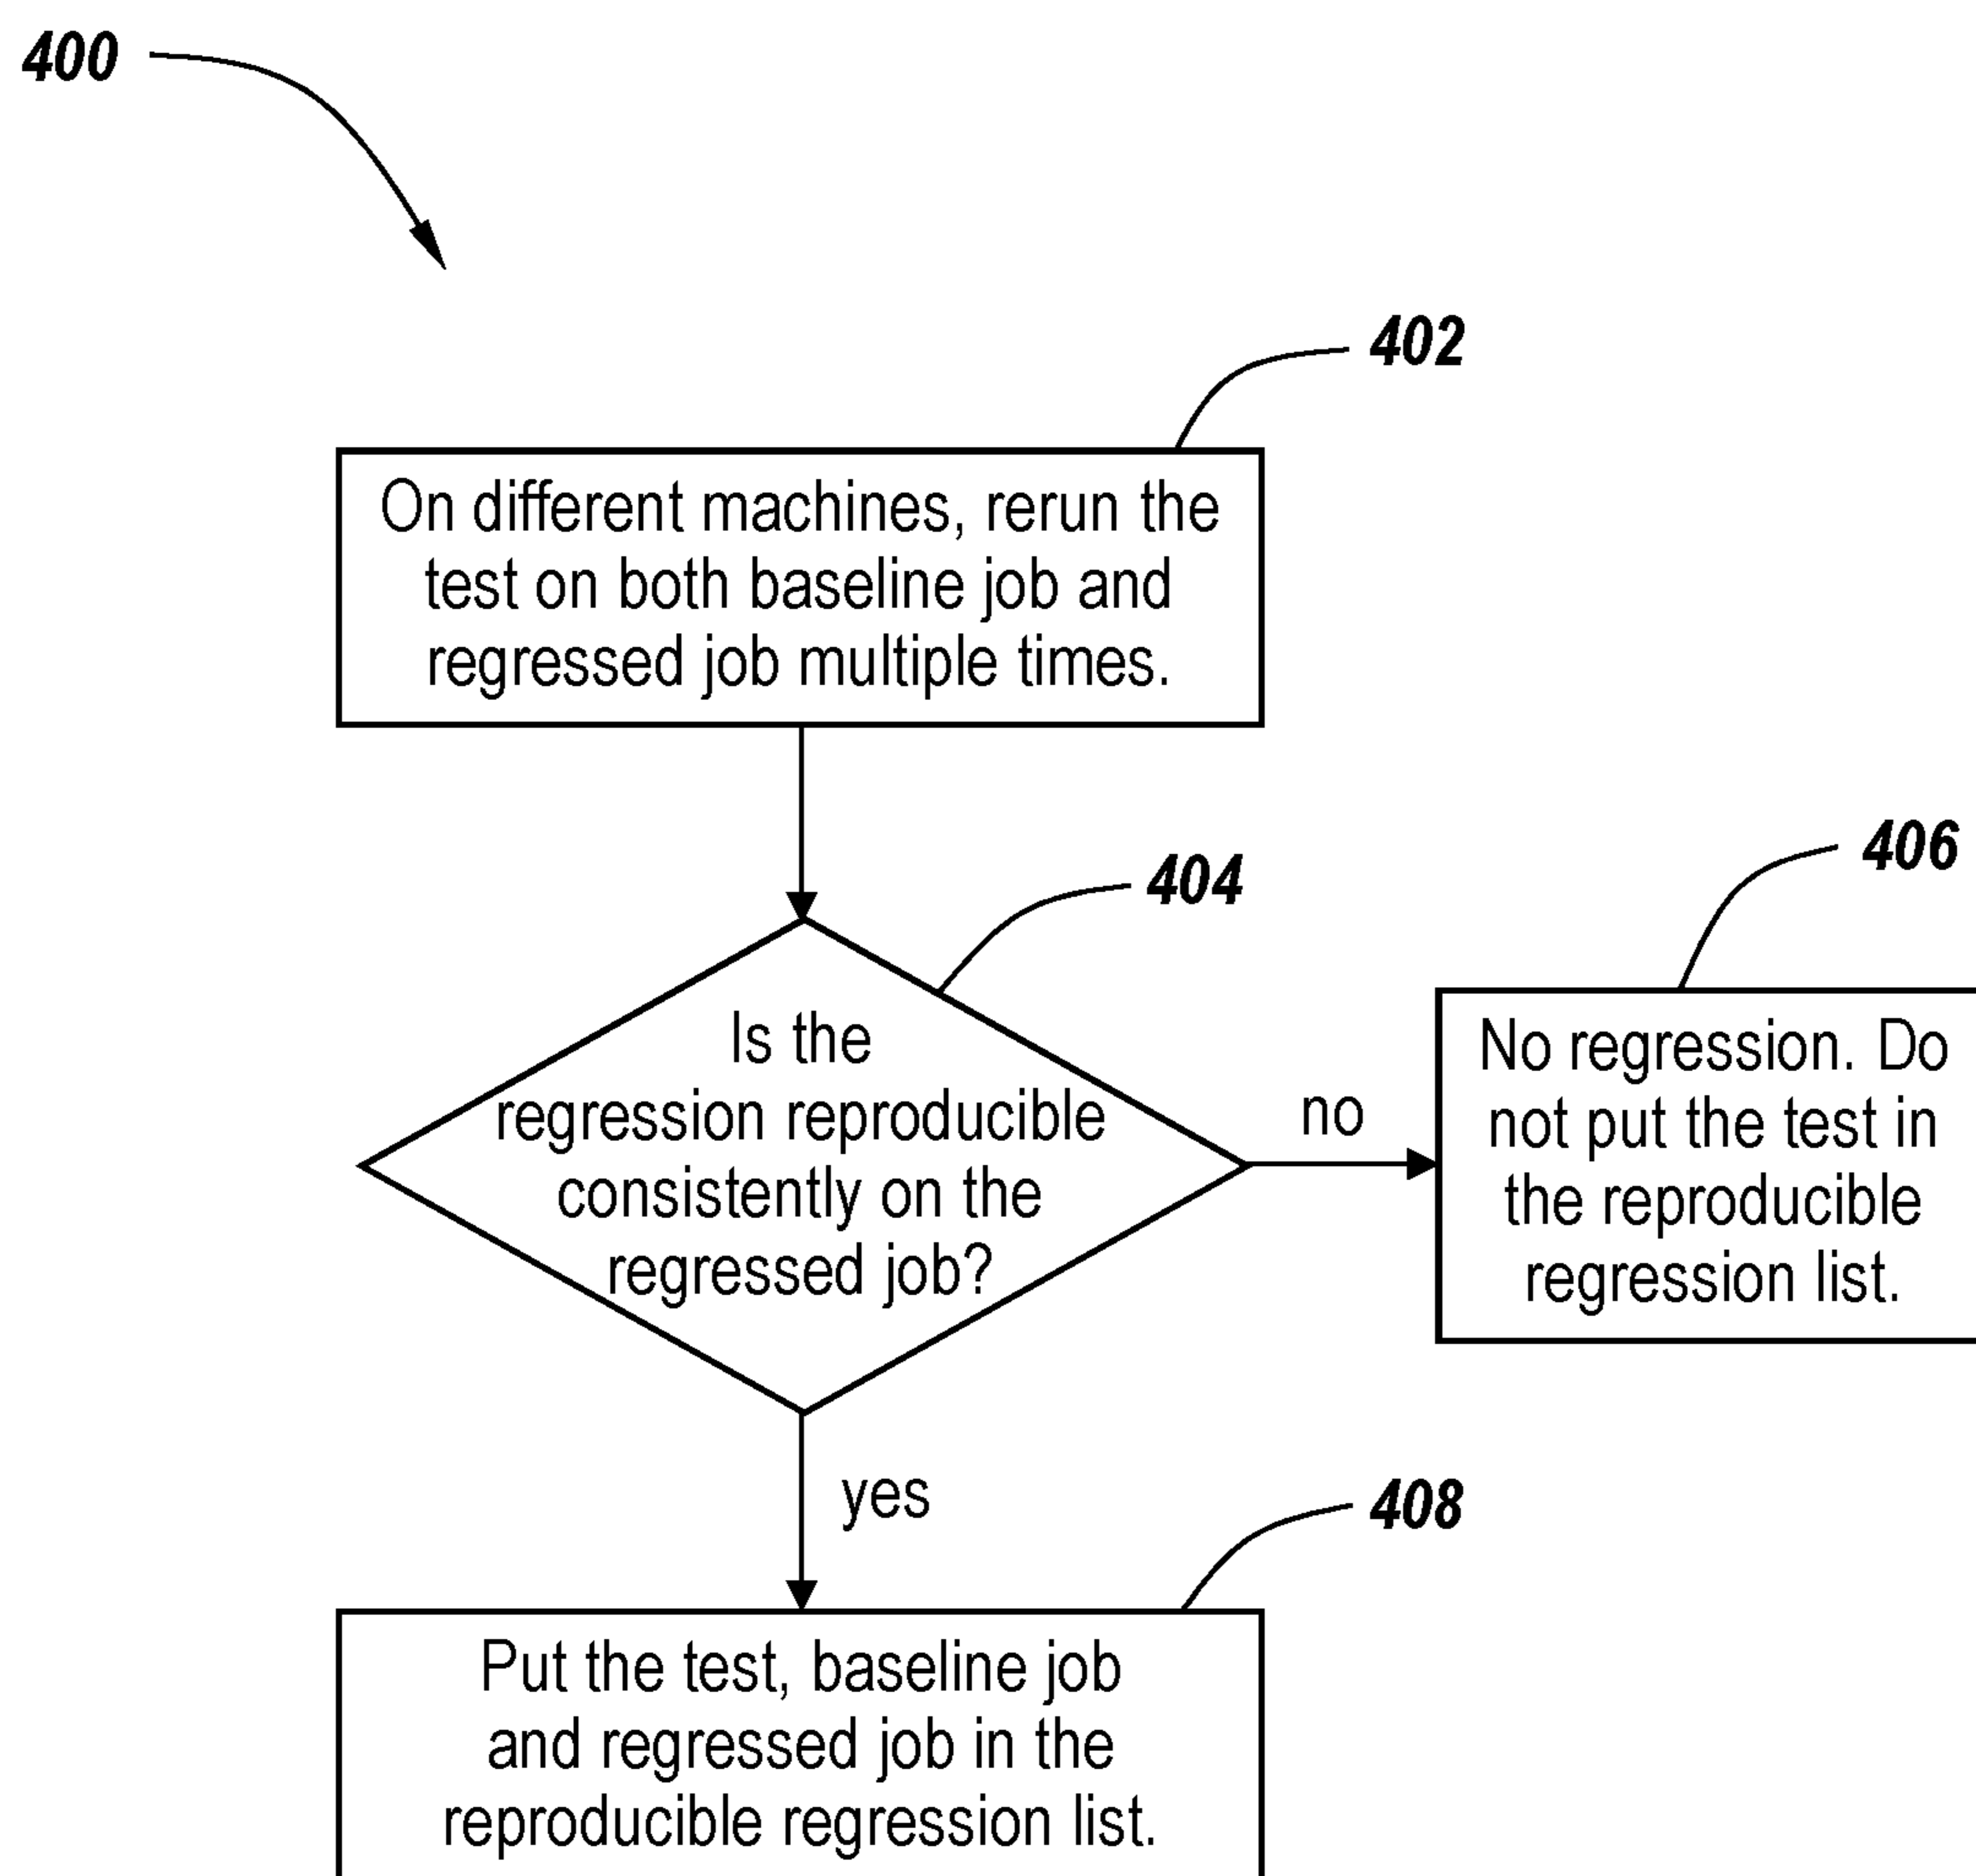 400
402
On different machines, rerun the
test on both baseline job and
regressed job multiple times.
404
406
Is the
regression reproducible
consistently on the
regressed job?
no
No regression. Do
not put the test in
the reproducible
regression list.
yes
408
Put the test, baseline job
and regressed job in the
reproducible regression list.